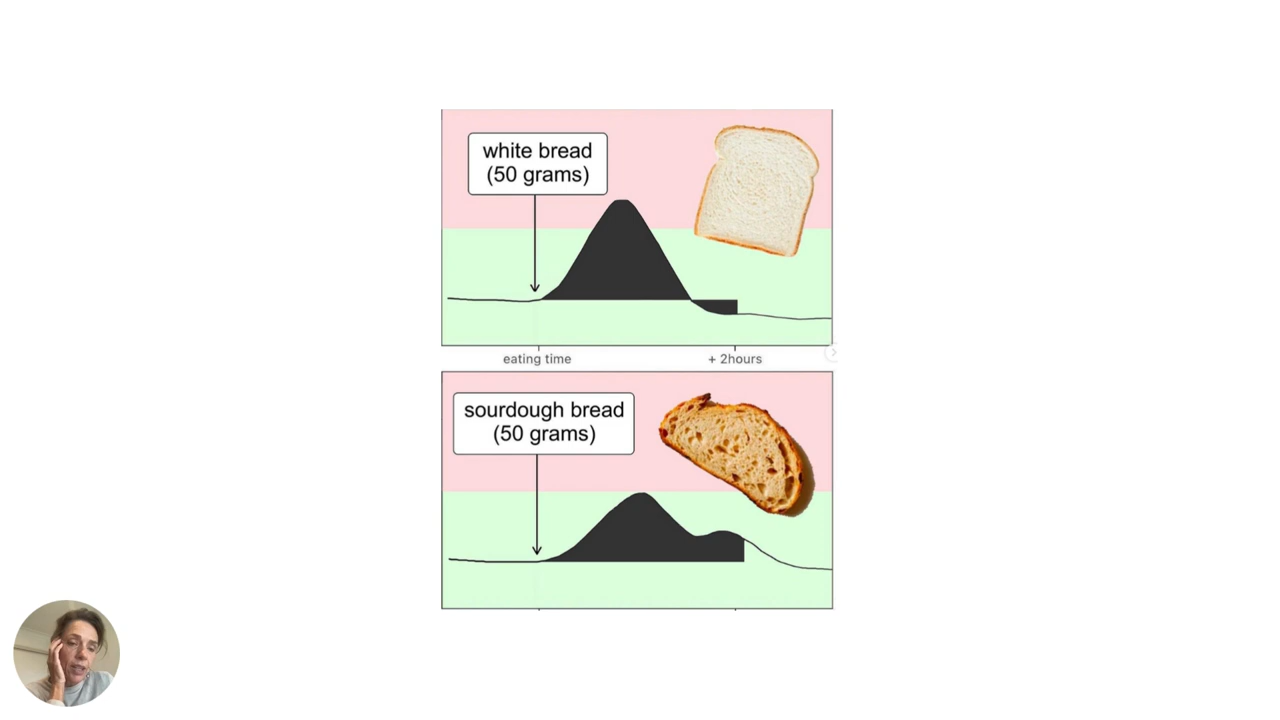 white bread
(50 grams)
eating time
+ 2hours
sourdough bread
(50 grams)